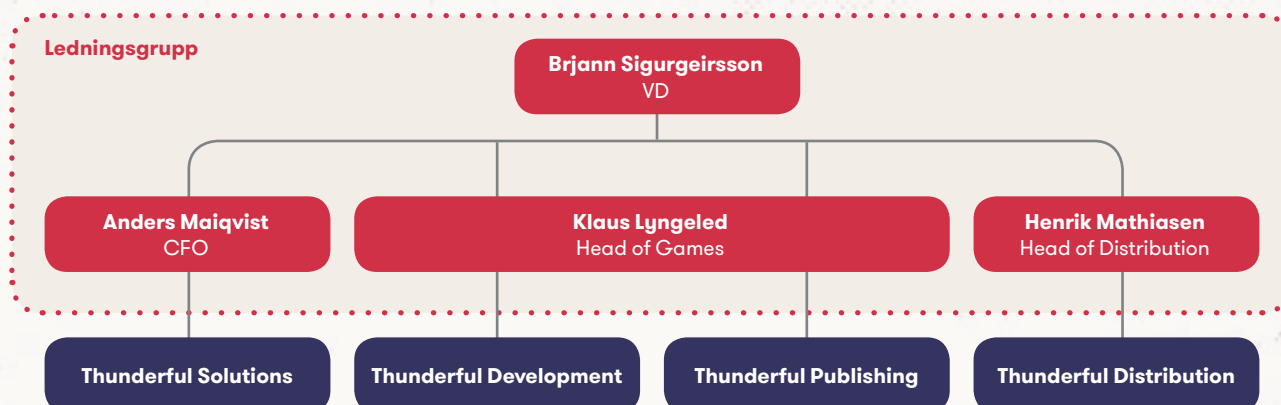 Ledningsgrupp
Brjann Sigurgeirsson
VD
Anders Maiqvist
CFO
Klaus Lyngeled
Head of Games
Henrik Mathiasen
Head of Distribution
Thunderful Solutions
Thunderful Development
Thunderful Publishing
Thunderful Distribution